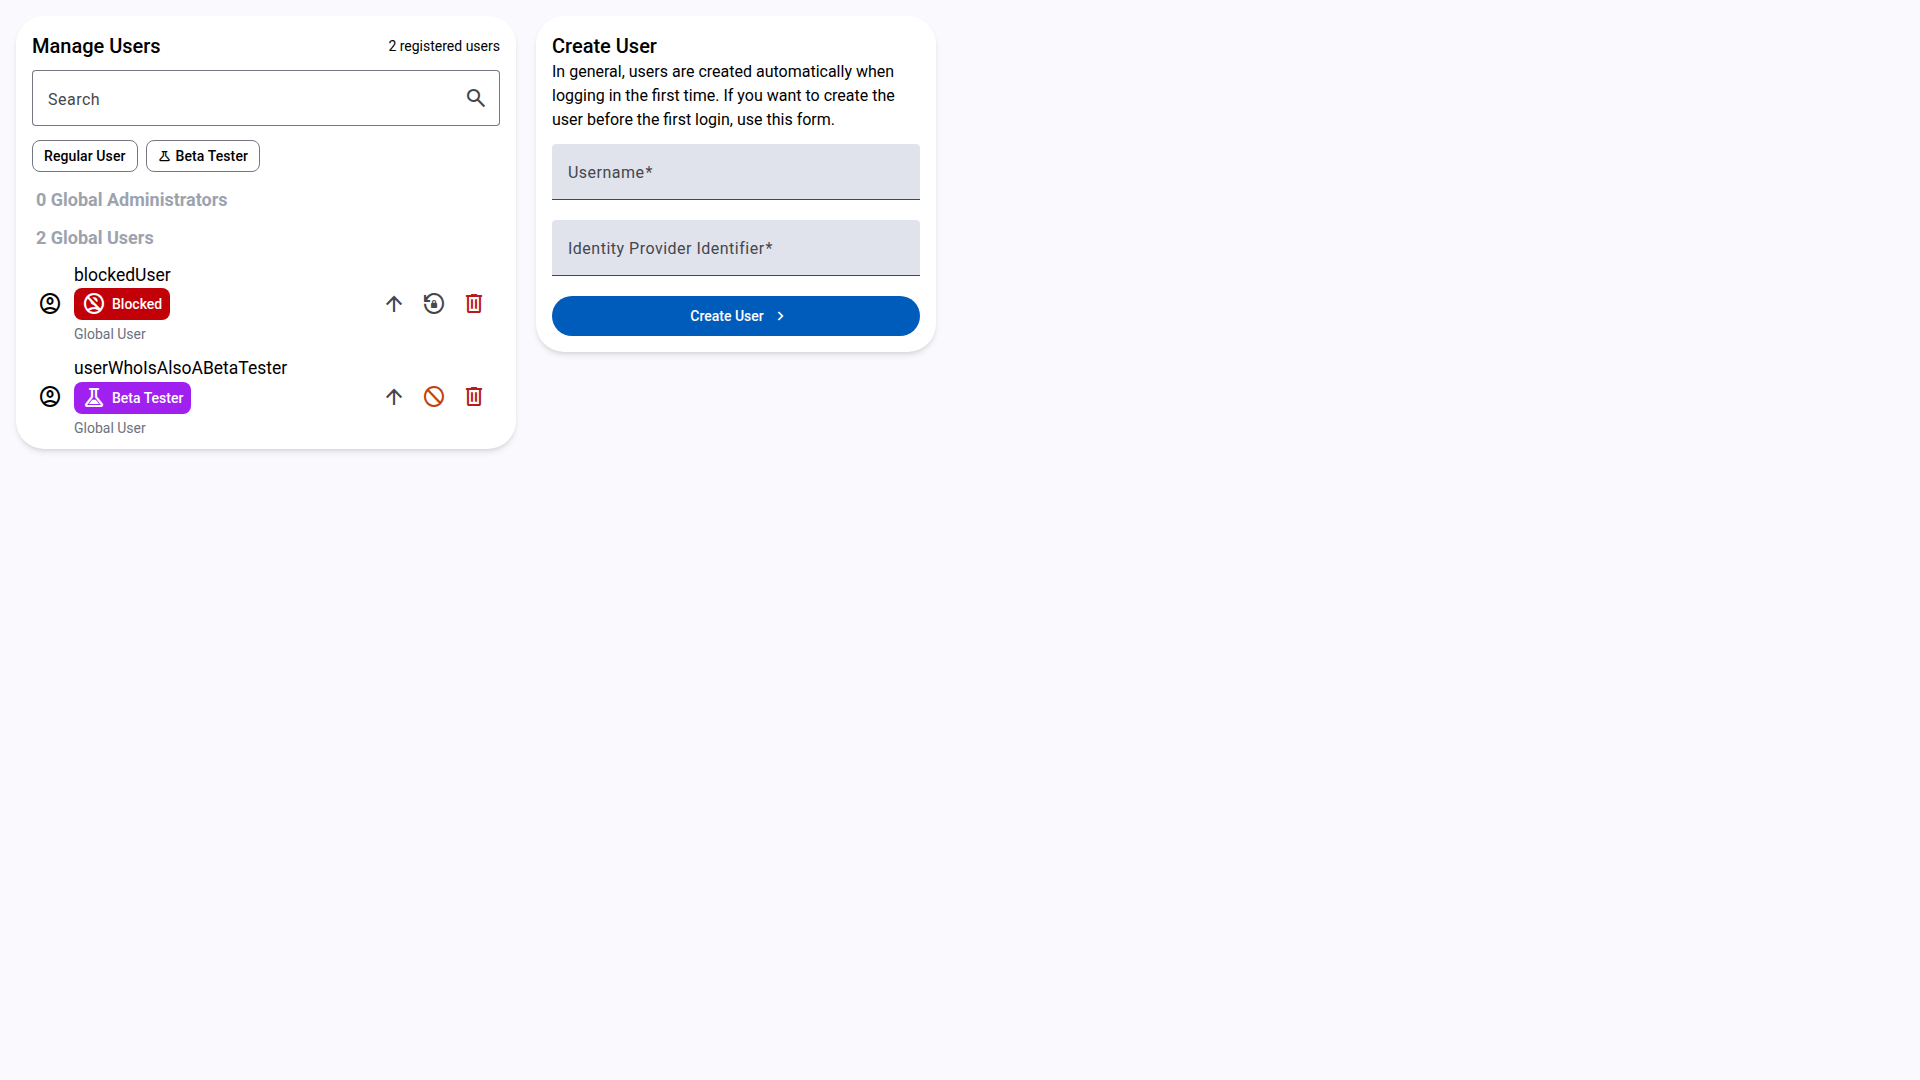 Manage Users
2 registered users
Search
Regular User
Beta Tester
0 Global Administrators
2 Global Users
blockedUser
Blocked
Global User
userWhoIsAlsoABetaTester
Beta Tester
Global User
Create User
In general, users are created automatically when
logging in the first time. If you want to create the
user before the first login, use this form.
Username*
Identity Provider Identifier*
Create User